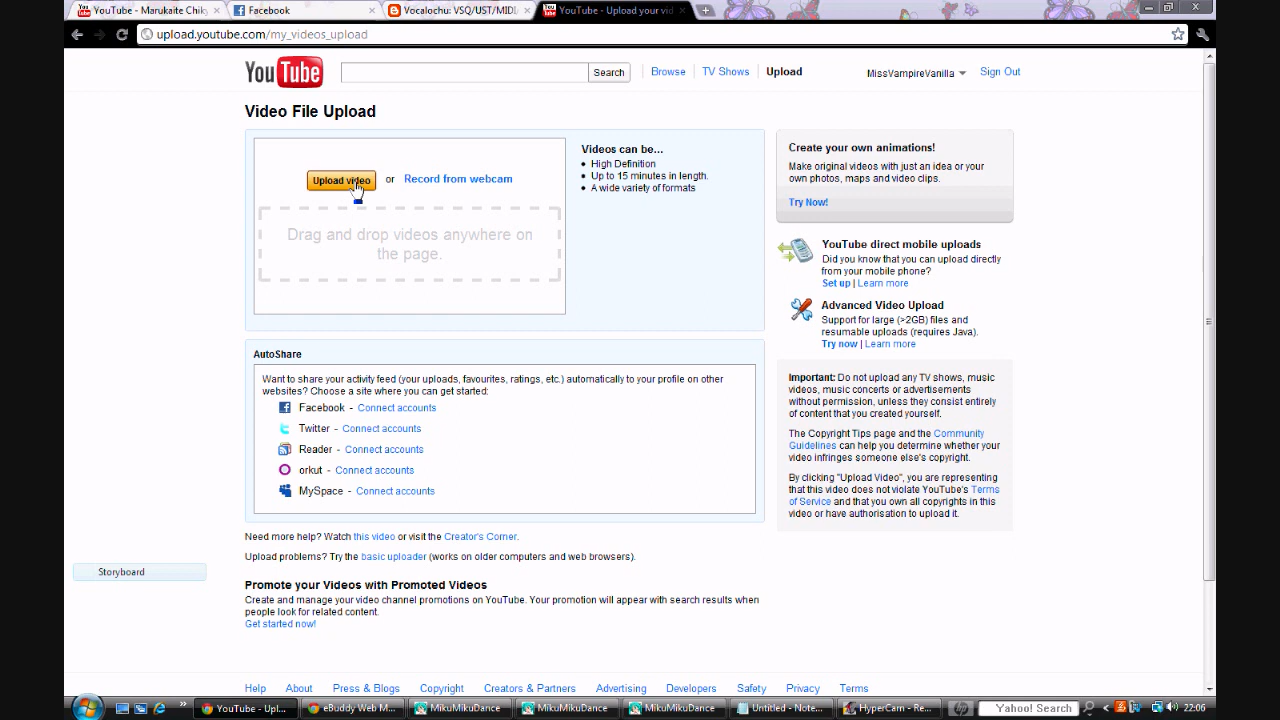 YouTube - Marukaite Chik
Facebook
Vocalochu: VSQ/UST/MIDI
YouTube - Upload your vid
upload.youtube.com/my_videos_upload
YouTube
Search
Browse
TV Shows
Upload
MissVampireVanilla
Sign Out
Video File Upload
Upload video
or
Record from webcam
Drag and drop videos anywhere on
the page.
Videos can be...
High Definition
Up to 15 minutes in length.
A wide variety of formats
Create your own animations!
Make original videos with just an idea or your
own photos, maps and video clips.
Try Now!
YouTube direct mobile uploads
Did you know that you can upload directly
from your mobile phone?
Set up | Learn more
Advanced Video Upload
Support for large (>2GB) files and
resumable uploads (requires Java).
Try now | Learn more
AutoShare
Want to share your activity feed (your uploads, favourites, ratings, etc.) automatically to your profile on other
websites? Choose a site where you can get started:
Facebook - Connect accounts
Twitter - Connect accounts
Reader - Connect accounts
orkut - Connect accounts
MySpace - Connect accounts
Important: Do not upload any TV shows, music
videos, music concerts or advertisements
without permission, unless they consist entirely
of content that you created yourself.
The Copyright Tips page and the Community
Guidelines can help you determine whether your
video infringes someone else's copyright.
By clicking "Upload Video", you are representing
that this video does not violate YouTube's Terms
of Service and that you own all copyrights in this
video or have authorisation to upload it.
Need more help? Watch this video or visit the Creator's Corner.
Upload problems? Try the basic uploader (works on older computers and web browsers).
Storyboard
Promote your Videos with Promoted Videos
Create and manage your video channel promotions on YouTube. Your promotion will appear with search results when
people look for related content.
Get started now!
Help
About
Press & Blogs
Copyright
Creators & Partners
Advertising
Developers
Safety
Privacy
Terms
YouTube - Upl...
eBuddy Web M...
MikuMikuDance
MikuMikuDance
MikuMikuDance
Untitled - Note...
HyperCam - Re...
hp
Yahoo! Search
22:06